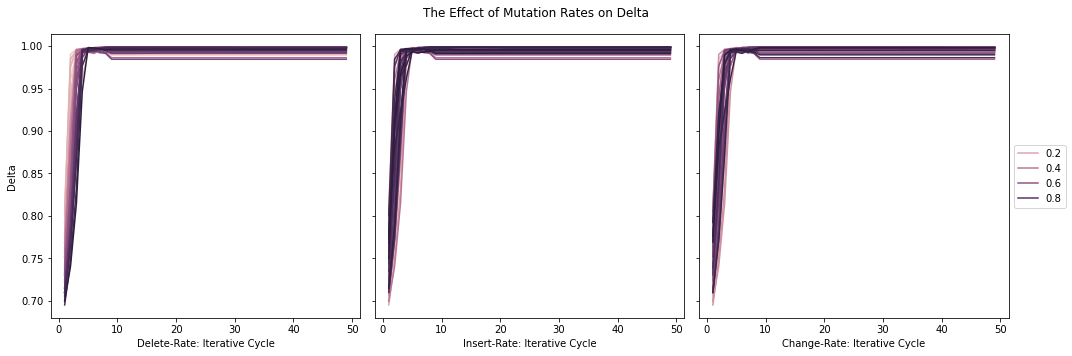 The Effect of Mutation Rates on Delta
Delta
1.00
0.95
0.90
0.85
0.80
0.75
0.70
0 10 20 30 40 50
Delete-Rate: Iterative Cycle
0 10 20 30 40 50
Insert-Rate: Iterative Cycle
0 10 20 30 40 50
Change-Rate: Iterative Cycle
0.2
0.4
0.6
0.8